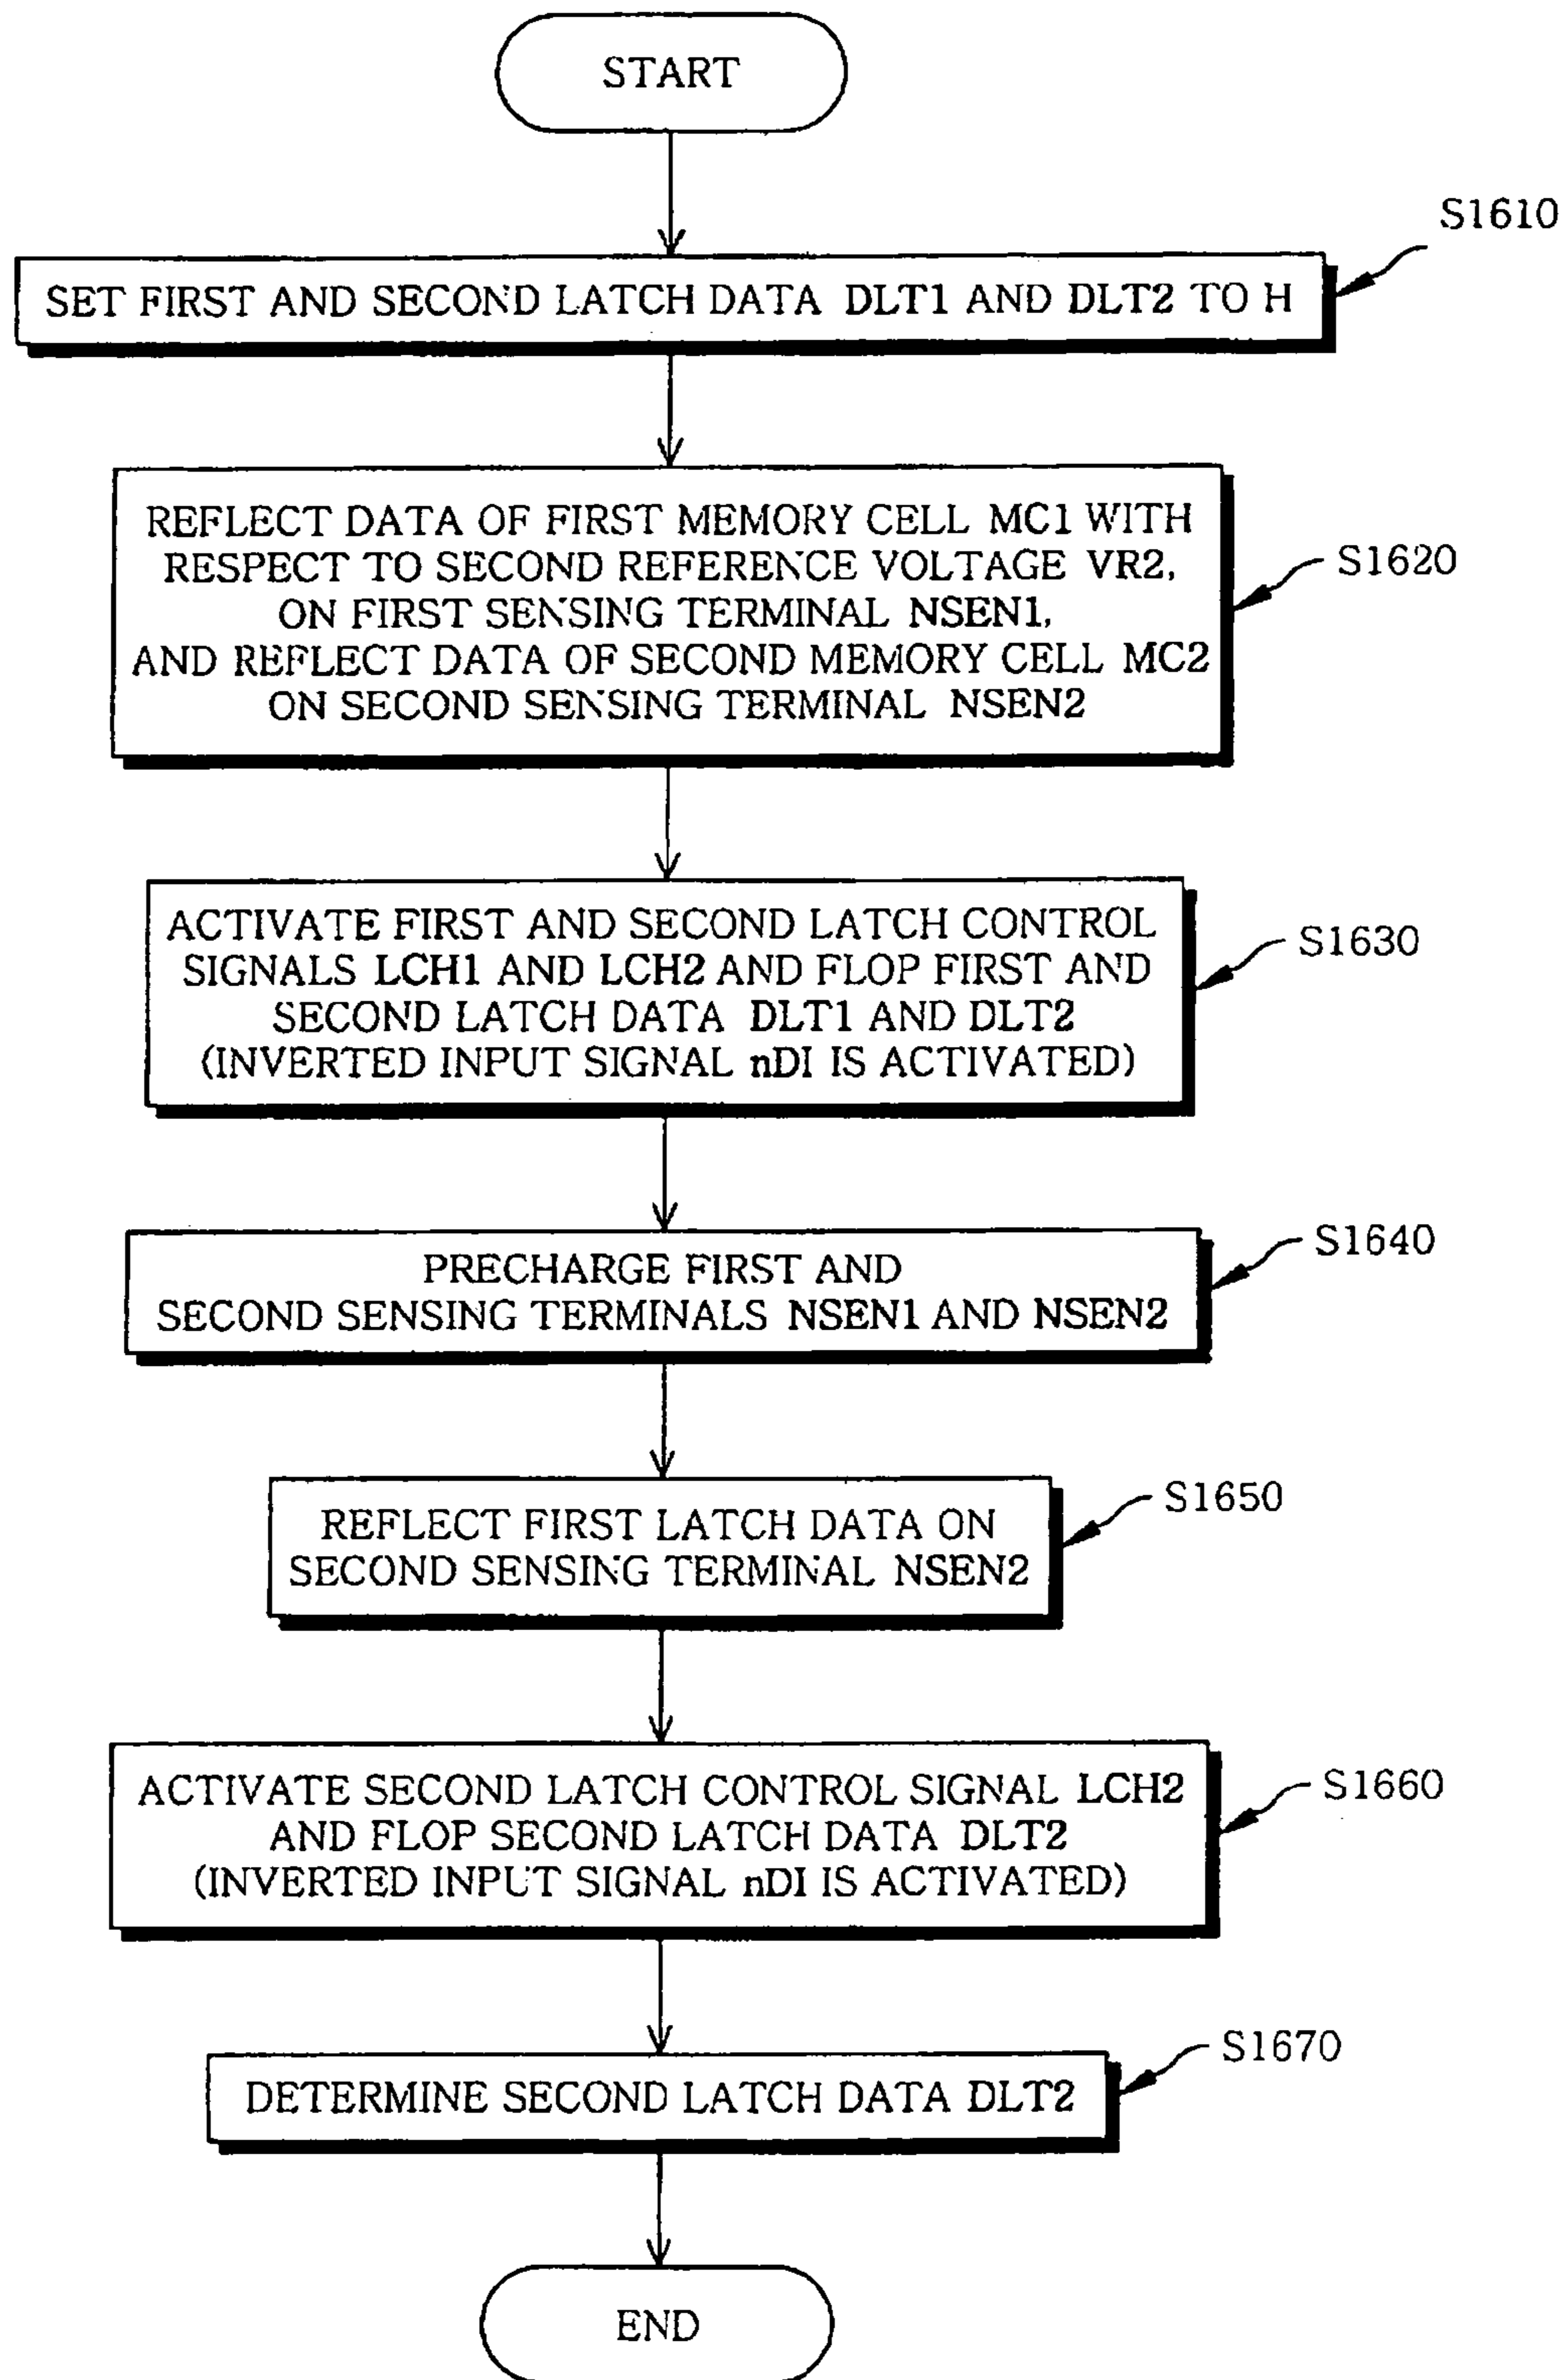 START
S1610
SET FIRST AND SECOND LATCH DATA DLT1 AND DLT2 TO H
REFLECT DATA OF FIRST MEMORY CELL MC1 WITH
RESPECT TO SECOND REFERENCE VOLTAGE VR2,
ON FIRST SENSING TERMINAL NSEN1,
AND REFLECT DATA OF SECOND MEMORY CELL MC2
ON SECOND SENSING TERMINAL NSEN2
S1620
ACTIVATE FIRST AND SECOND LATCH CONTROL
SIGNALS LCH1 AND LCH2 AND FLOP FIRST AND
SECOND LATCH DATA DLT1 AND DLT2
(INVERTED INPUT SIGNAL nDI IS ACTIVATED)
S1630
PRECHARGE FIRST AND
SECOND SENSING TERMINALS NSEN1 AND NSEN2
S1640
REFLECT FIRST LATCH DATA ON
SECOND SENSING TERMINAL NSEN2
S1650
ACTIVATE SECOND LATCH CONTROL SIGNAL LCH2
AND FLOP SECOND LATCH DATA DLT2
(INVERTED INPUT SIGNAL nDI IS ACTIVATED)
S1660
DETERMINE SECOND LATCH DATA DLT2
S1670
END